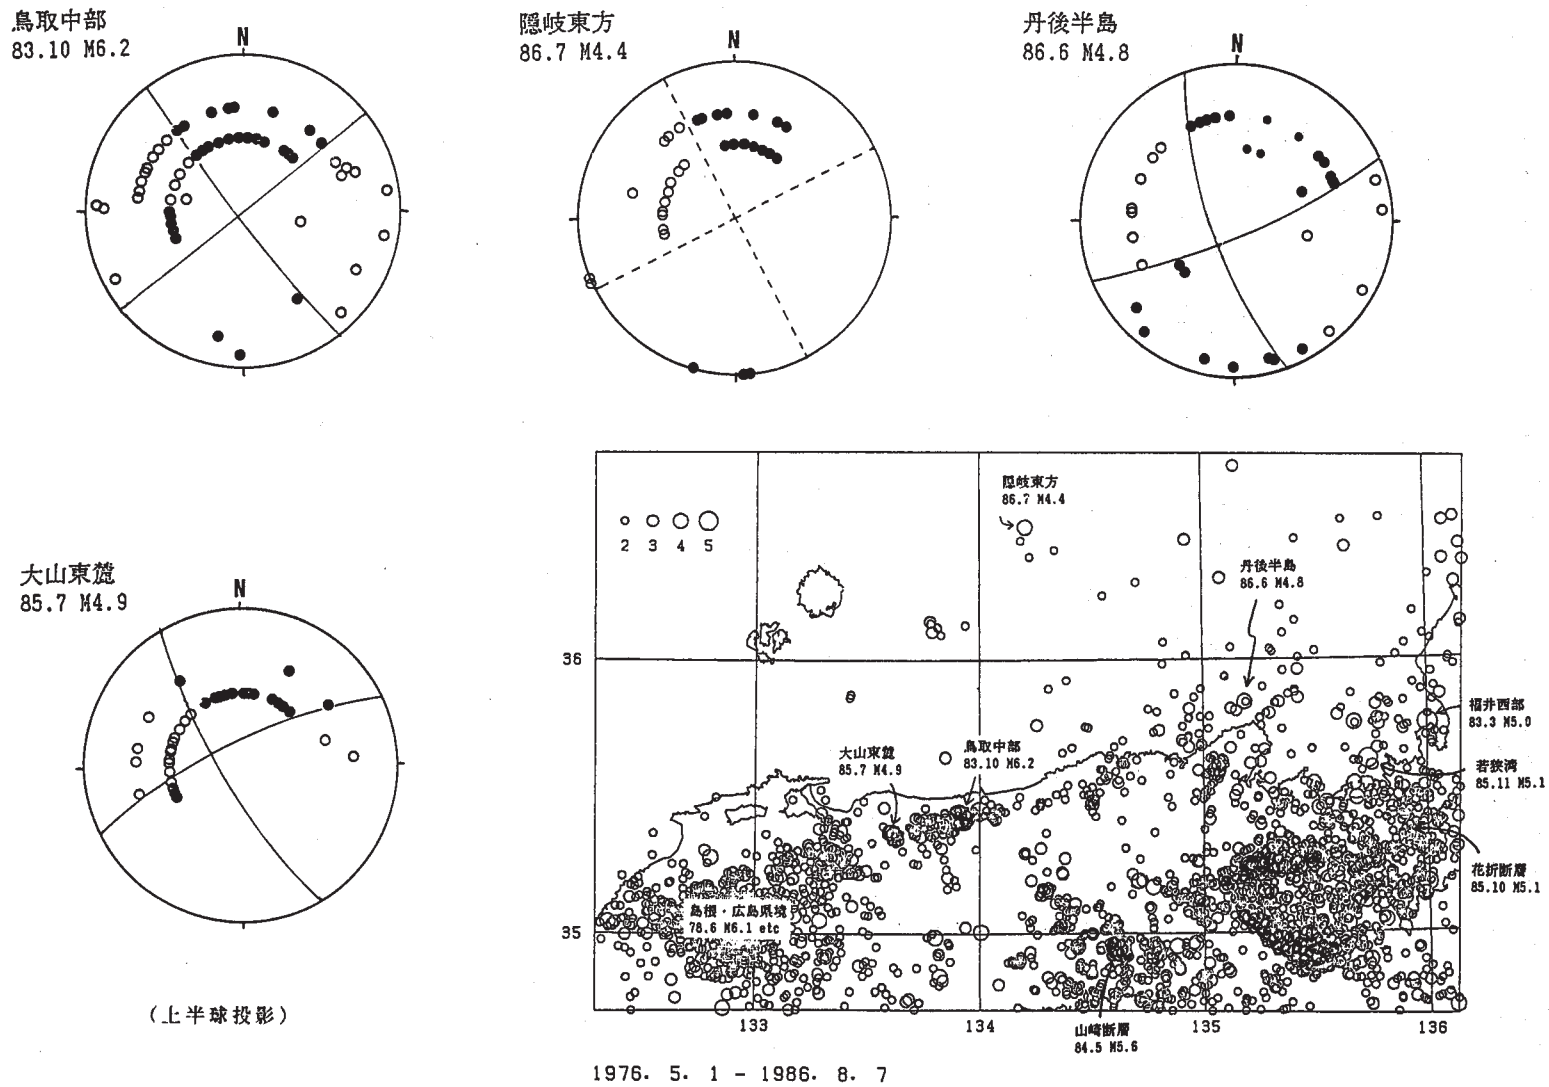 鳥取中部
83.10 M6.2
N
隠岐東方
86.7 M4.4
N
丹後半島
86.6 M4.8
N
大山東麓
85.7 M4.9
N
(上半球投影)
隠岐東方
86.7 M4.4
2 3 4 5
丹後半島
86.6 M4.8
36
福井西部
83.3 M5.0
大山東麓
85.7 M4.9
鳥取中部
83.10 M6.2
若狭湾
85.11 M5.1
花折断層
85.10 M5.1
島根・広島県境
78.6 M6.1 etc
35
133
134
135
136
山崎断層
84.5 M5.6
1976. 5. 1 - 1986. 8. 7